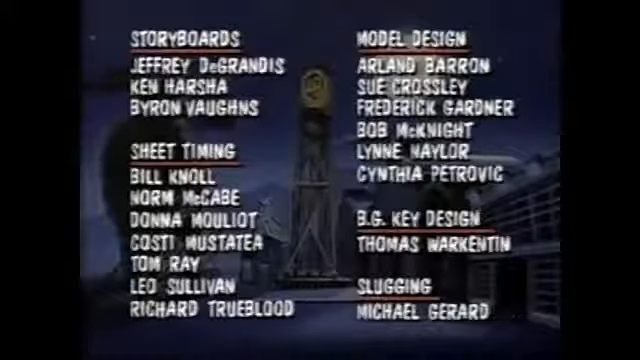 STORYBOARDS
JEFFREY DeGRANDIS
KEN HARSHA
BYRON VAUGHNS
SHEET TIMING
BILL KNOLL
NORM McCABE
DONNA MOULIOT
COSTI MUSTATEA
TOM RAY
LEO SULLIVAN
RICHARD TRUEBLOOD
MODEL DESIGN
ARLAND BARRON
SUE CROSSLEY
FREDERICK GARDNER
BOB McKNIGHT
LYNNE NAYLOR
CYNTHIA PETROVIC
B.G. KEY DESIGN
THOMAS WARKENTIN
SLUGGING
MICHAEL GERARD